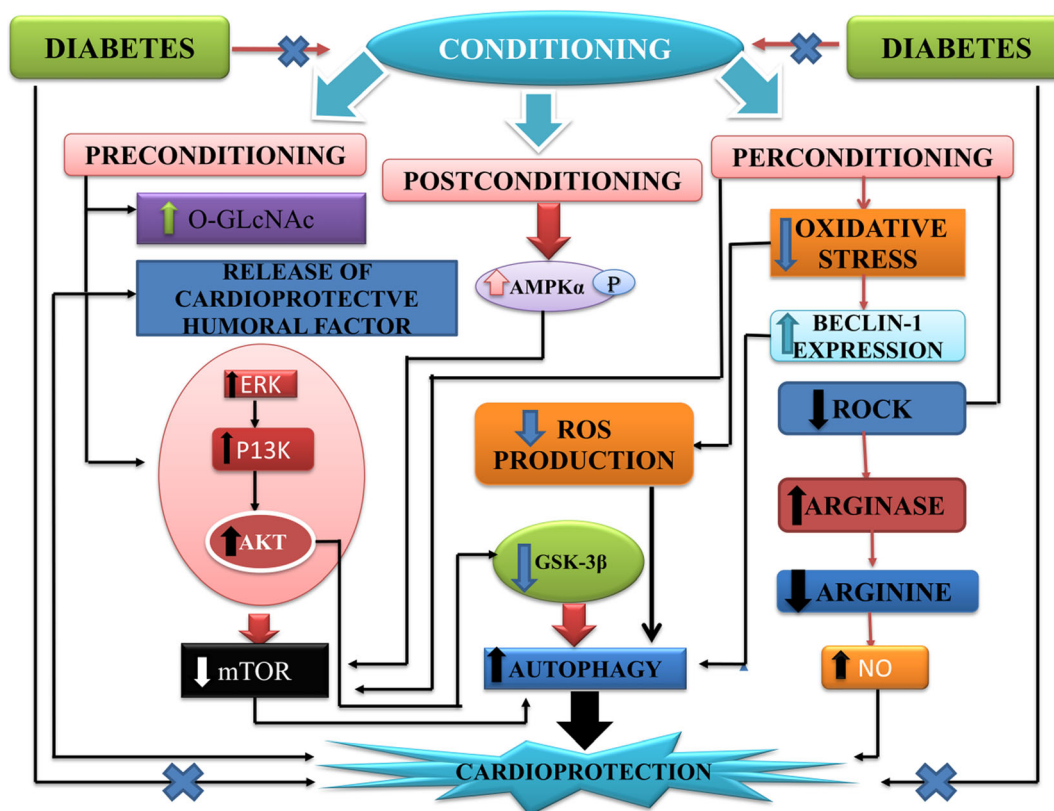 DIABETES
CONDITIONING
DIABETES
PRECONDITIONING
POSTCONDITIONING
PERCONDITIONING
O-GLcNAc
OXIDATIVE
STRESS
RELEASE OF
CARDIOPROTECTVE
HUMORAL FACTOR
AMPKα
P
BECLIN-1
EXPRESSION
ERK
ROCK
P13K
ROS
PRODUCTION
ARGINASE
AKT
GSK-3β
ARGININE
mTOR
AUTOPHAGY
NO
CARDIOPROTECTION